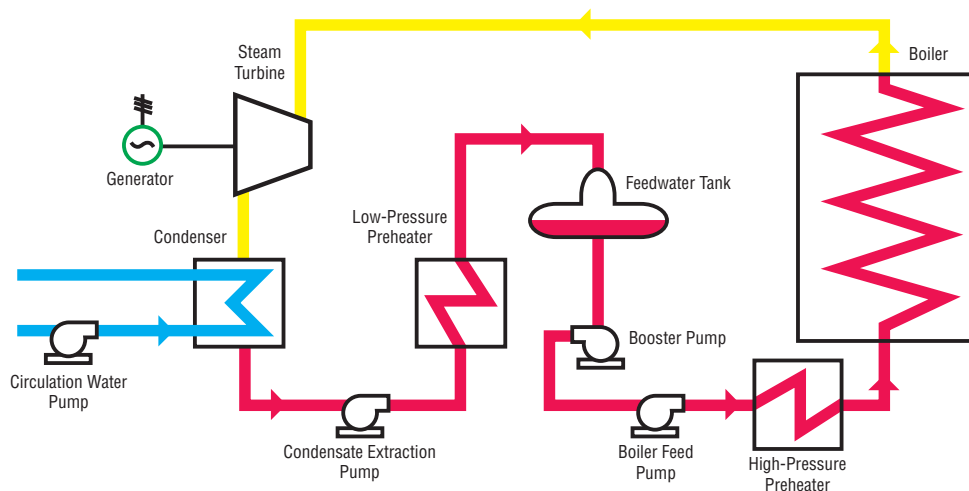 Steam
Turbine
Boiler
Generator
Low-Pressure
Preheater
Feedwater Tank
Condenser
Booster Pump
Circulation Water
Pump
Condensate Extraction
Pump
Boiler Feed
Pump
High-Pressure
Preheater